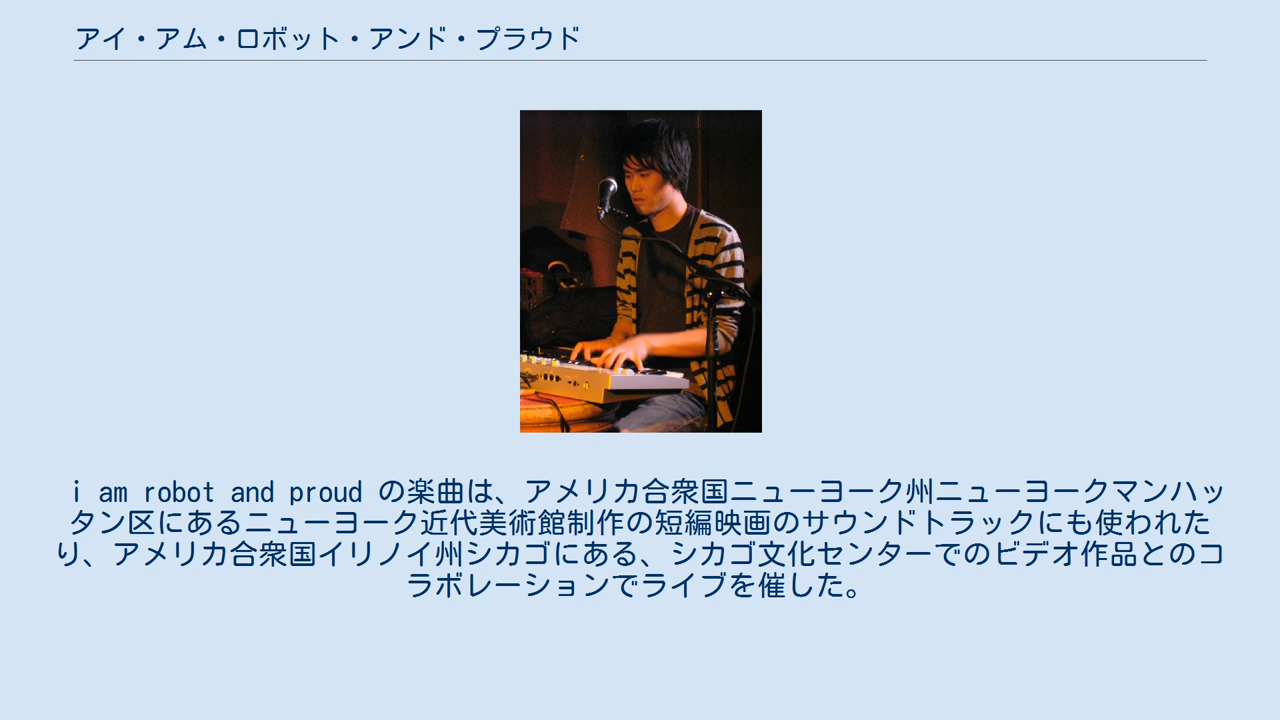 アイ・アム・ロボット・アンド・プラウド
i am robot and proud の楽曲は、アメリカ合衆国ニューヨーク州ニューヨークマンハッ
タン区にあるニューヨーク近代美術館制作の短編映画のサウンドトラックにも使われた
り、アメリカ合衆国イリノイ州シカゴにある、シカゴ文化センターでのビデオ作品とのコ
ラボレーションでライブを催した。